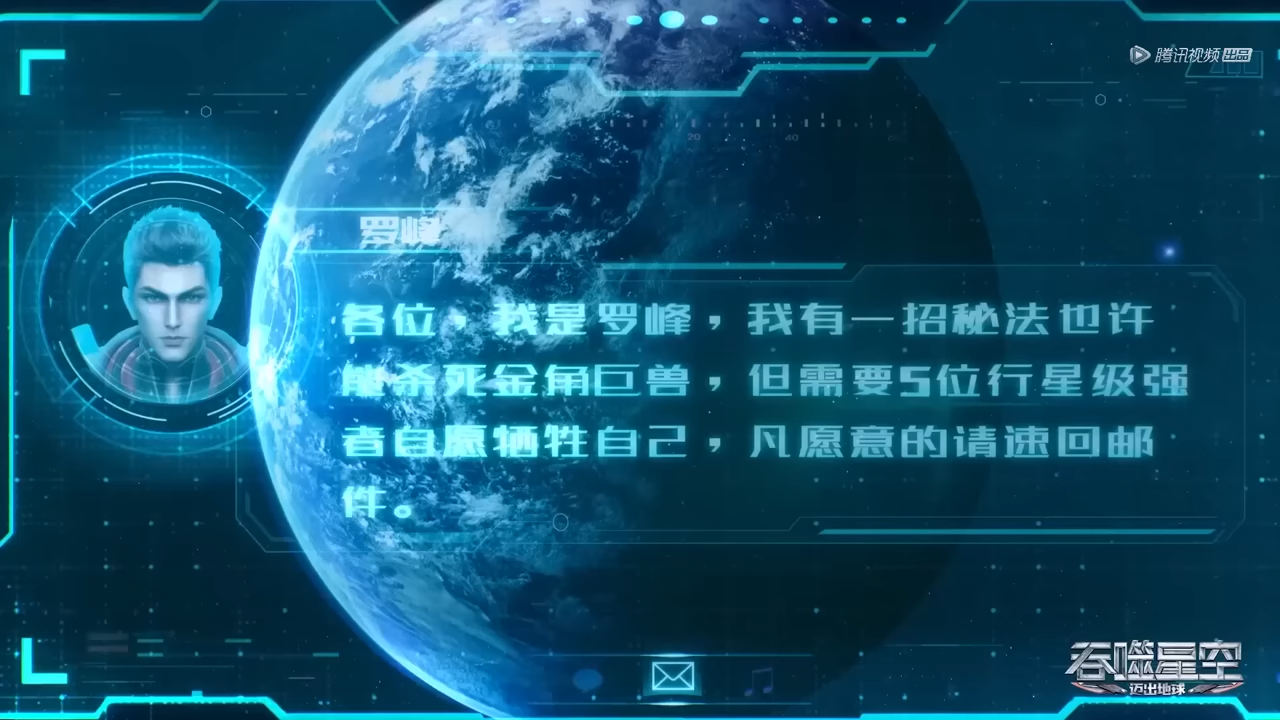 腾讯视频 出品
20 40
罗峰
各位，我是罗峰，我有一招秘法也许
能杀死金角巨兽，但需要5位行星级强
者自愿牺牲自己，凡愿意的请速回邮
件。
吞噬星空
迈出地球